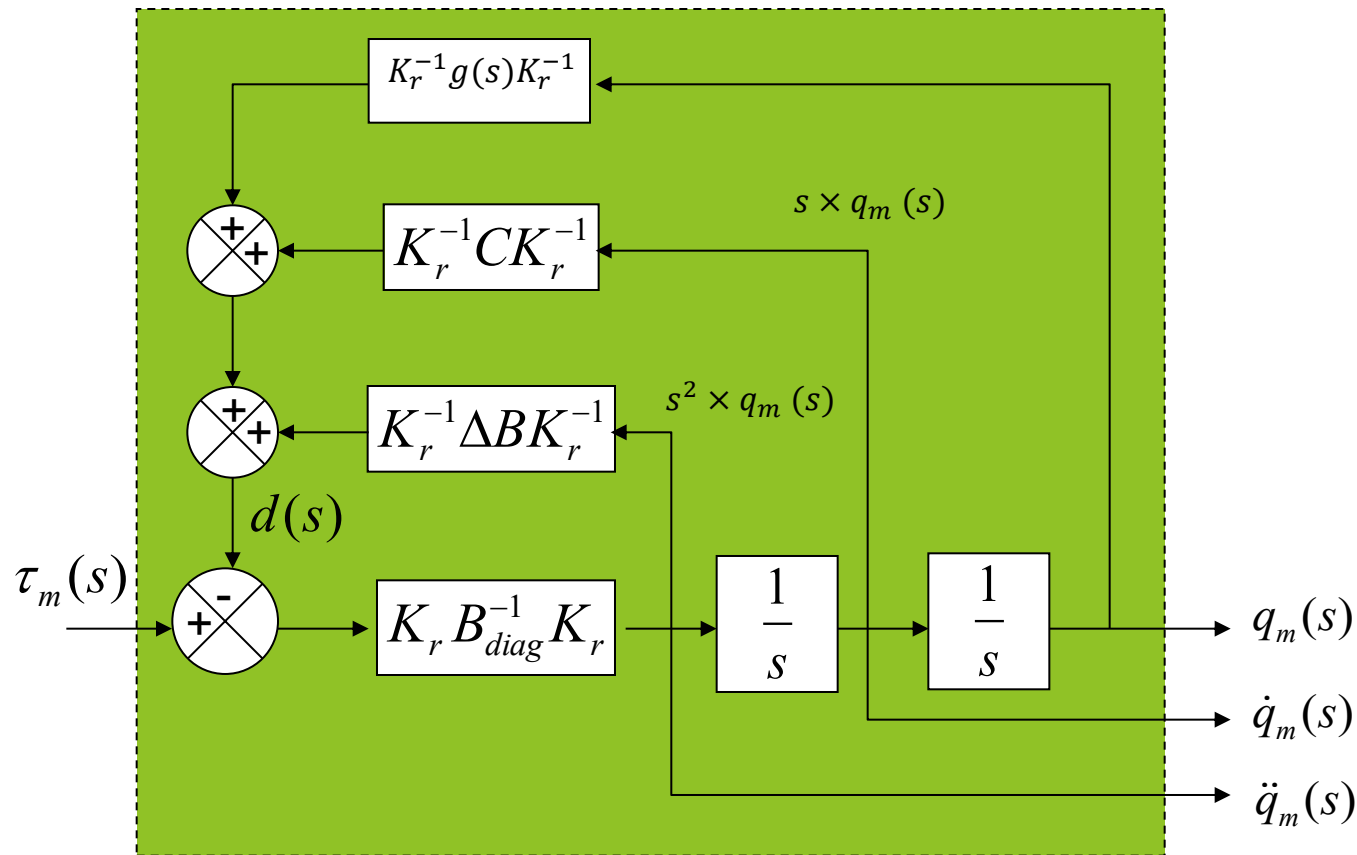 K_r^{-1} g(s) K_r^{-1}
+
+
K_r^{-1} C K_r^{-1}
s × q_m (s)
+
+
K_r^{-1} ΔB K_r^{-1}
s^2 × q_m (s)
d(s)
τ_m(s)
-
+
K_r B_{diag}^{-1} K_r
1
s
1
s
q_m(s)
q̇_m(s)
q̈_m(s)